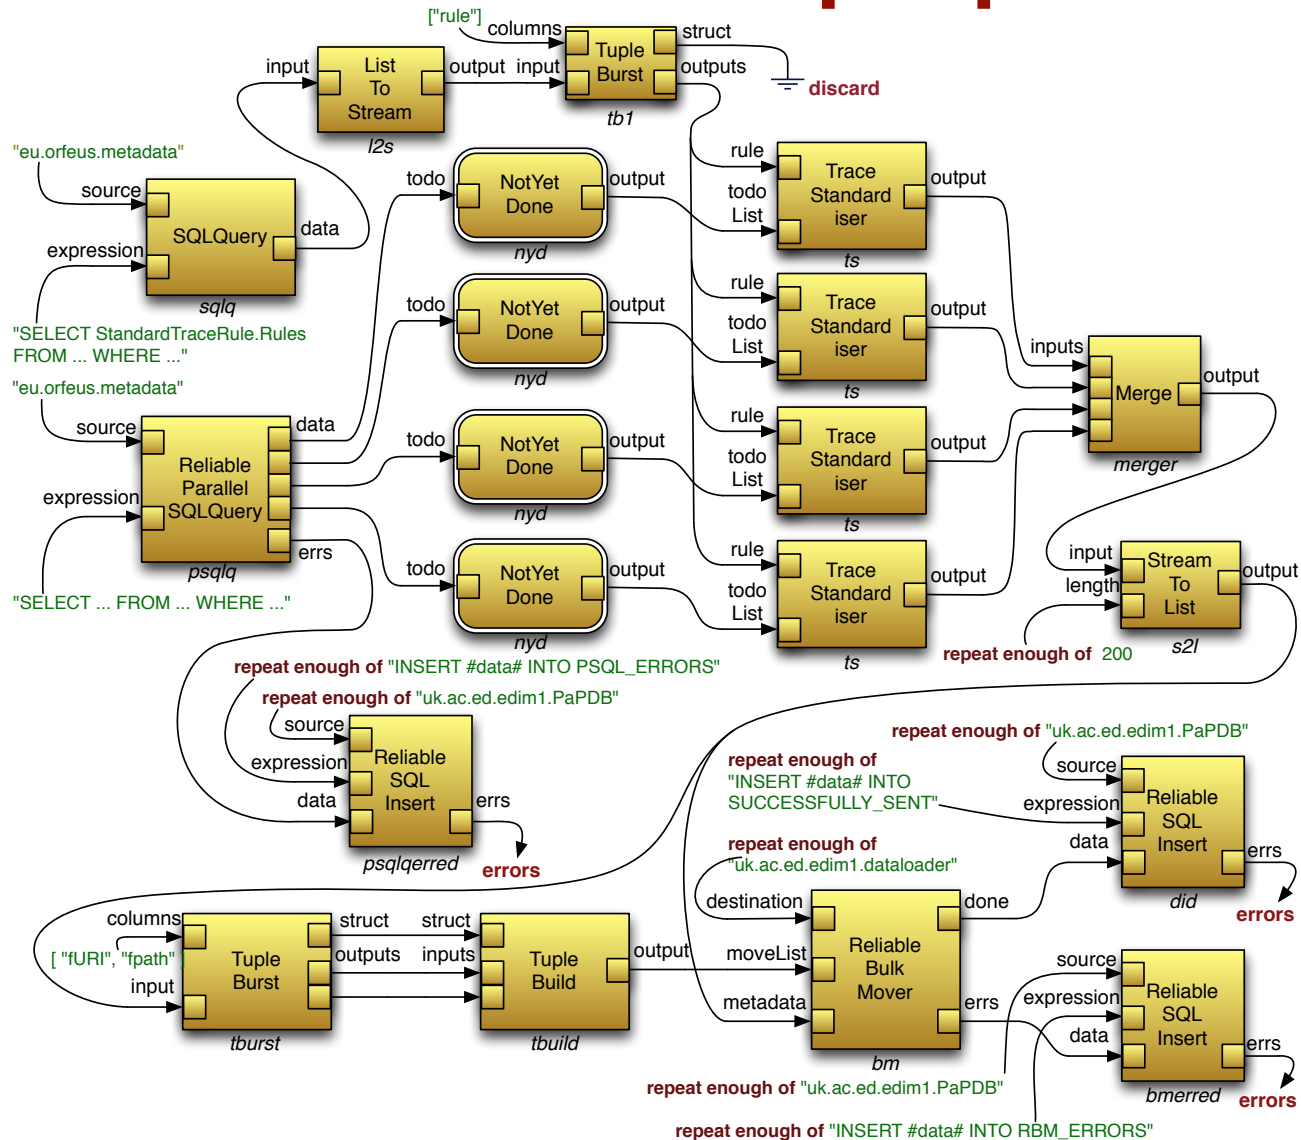 ["rule"]
columns
input
Tuple
Burst
struct
outputs
tb1
discard
input
List
To
Stream
output
l2s
"eu.orfeus.metadata"
source
expression
SQLQuery
data
sqlq
"SELECT StandardTraceRule.Rules
FROM ... WHERE ..."
"eu.orfeus.metadata"
source
expression
Reliable
Parallel
SQLQuery
data
errs
psqlq
"SELECT ... FROM ... WHERE ..."
todo
NotYet
Done
output
nyd
todo
NotYet
Done
output
nyd
todo
NotYet
Done
output
nyd
todo
NotYet
Done
output
nyd
rule
todo
List
Trace
Standard
iser
output
ts
rule
todo
List
Trace
Standard
iser
output
ts
rule
todo
List
Trace
Standard
iser
output
ts
rule
todo
List
Trace
Standard
iser
output
ts
inputs
Merge
output
merger
input
length
Stream
To
List
output
s2l
repeat enough of 200
repeat enough of "INSERT #data# INTO PSQL_ERRORS"
repeat enough of "uk.ac.ed.edim1.PaPDB"
source
expression
data
Reliable
SQL
Insert
errs
psqlqerred
errors
repeat enough of "uk.ac.ed.edim1.PaPDB"
repeat enough of
"INSERT #data# INTO
SUCCESSFULLY_SENT"
source
expression
data
Reliable
SQL
Insert
errs
did
errors
repeat enough of
"uk.ac.ed.edim1.dataloader"
destination
moveList
metadata
Reliable
Bulk
Mover
done
errs
bm
columns
[ "fURI", "fpath" ]
input
Tuple
Burst
struct
outputs
tburst
struct
inputs
Tuple
Build
output
tbuild
source
expression
data
Reliable
SQL
Insert
errs
bmerred
errors
repeat enough of "uk.ac.ed.edim1.PaPDB"
repeat enough of "INSERT #data# INTO RBM_ERRORS"